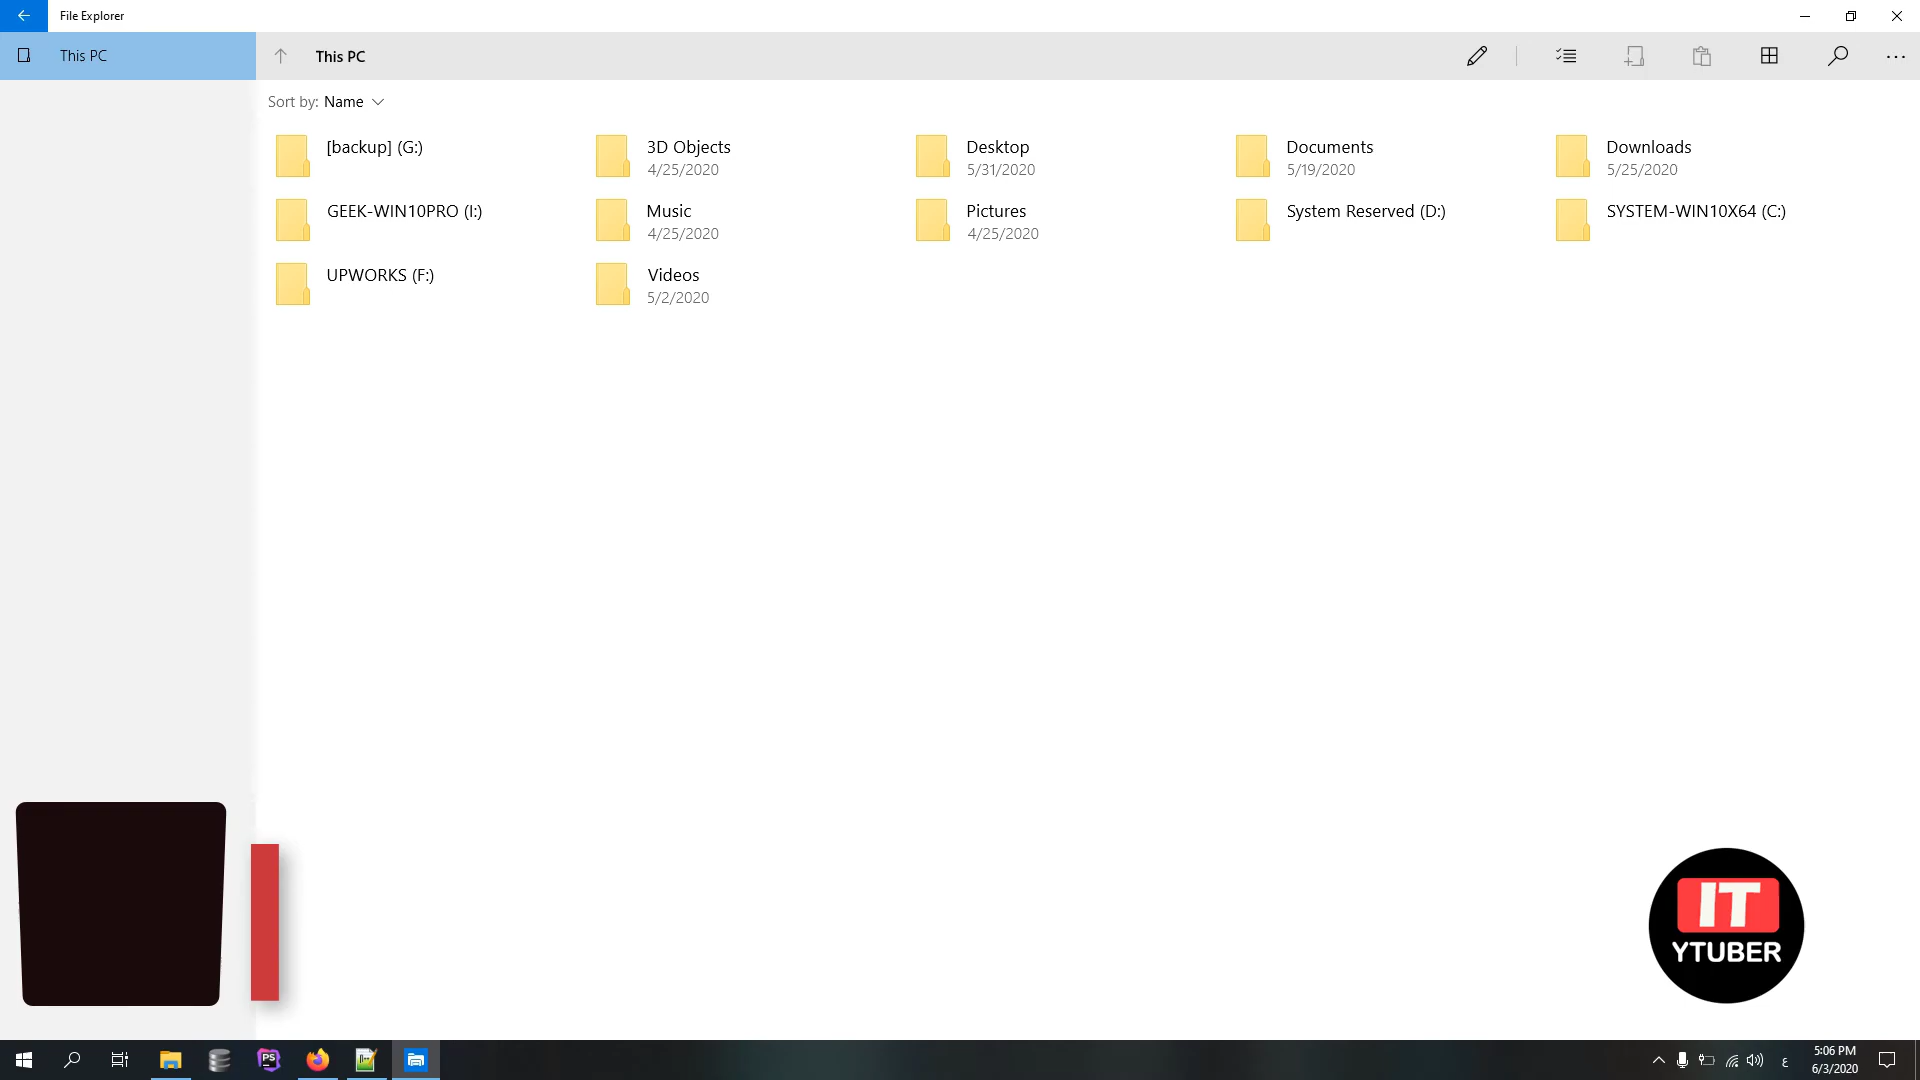 File Explorer
This PC
This PC
Sort by: Name
[backup] (G:)
3D Objects
4/25/2020
Desktop
5/31/2020
Documents
5/19/2020
Downloads
5/25/2020
GEEK-WIN10PRO (I:)
Music
4/25/2020
Pictures
4/25/2020
System Reserved (D:)
SYSTEM-WIN10X64 (C:)
UPWORKS (F:)
Videos
5/2/2020
IT
YTUBER
PS
ع
5:06 PM
6/3/2020